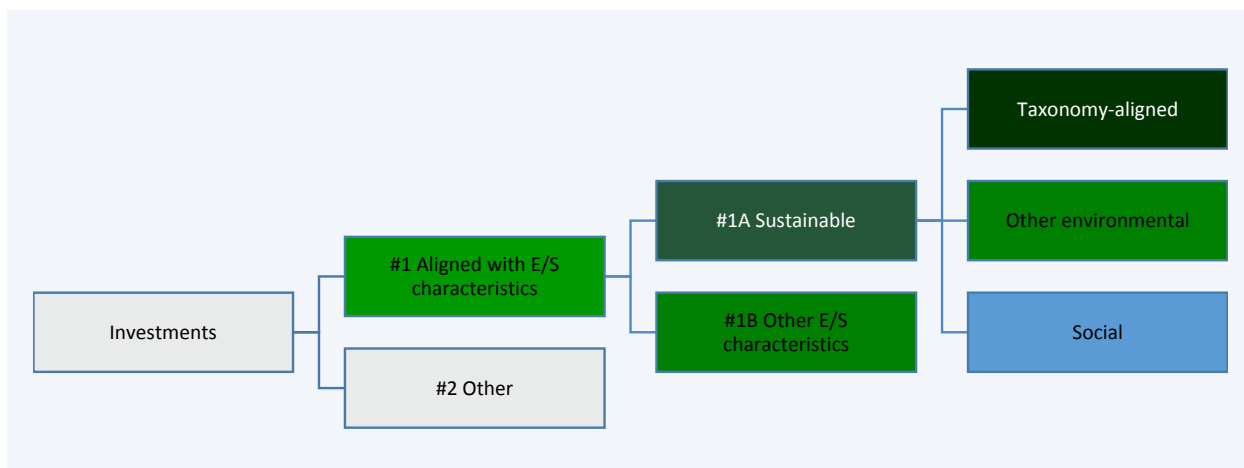 Investments
#1 Aligned with E/S
characteristics
#2 Other
#1A Sustainable
#1B Other E/S
characteristics
Taxonomy-aligned
Other environmental
Social